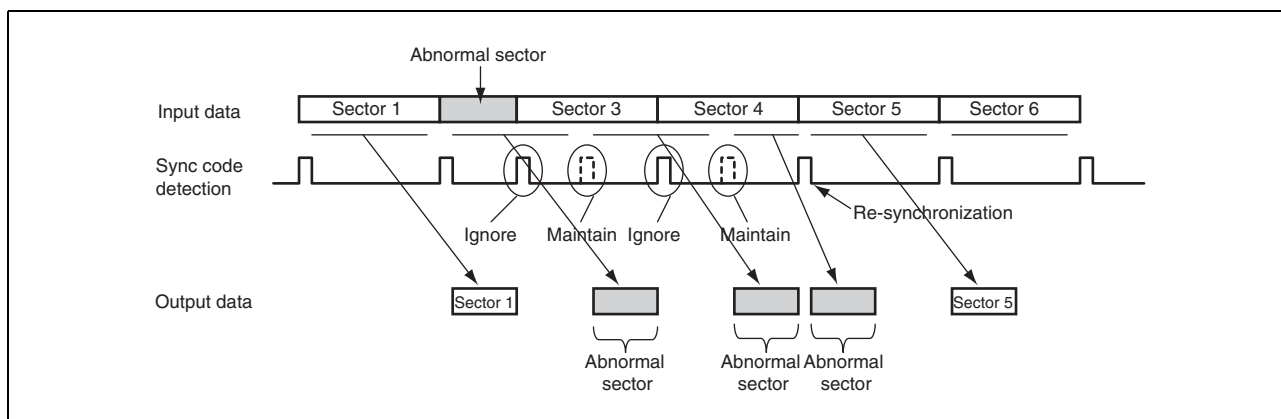 Abnormal sector
Input data
Sector 1
Sector 3
Sector 4
Sector 5
Sector 6
Sync code
detection
Ignore
Maintain
Ignore
Maintain
Re-synchronization
Output data
Sector 1
Sector 5
Abnormal
sector
Abnormal
sector
Abnormal
sector